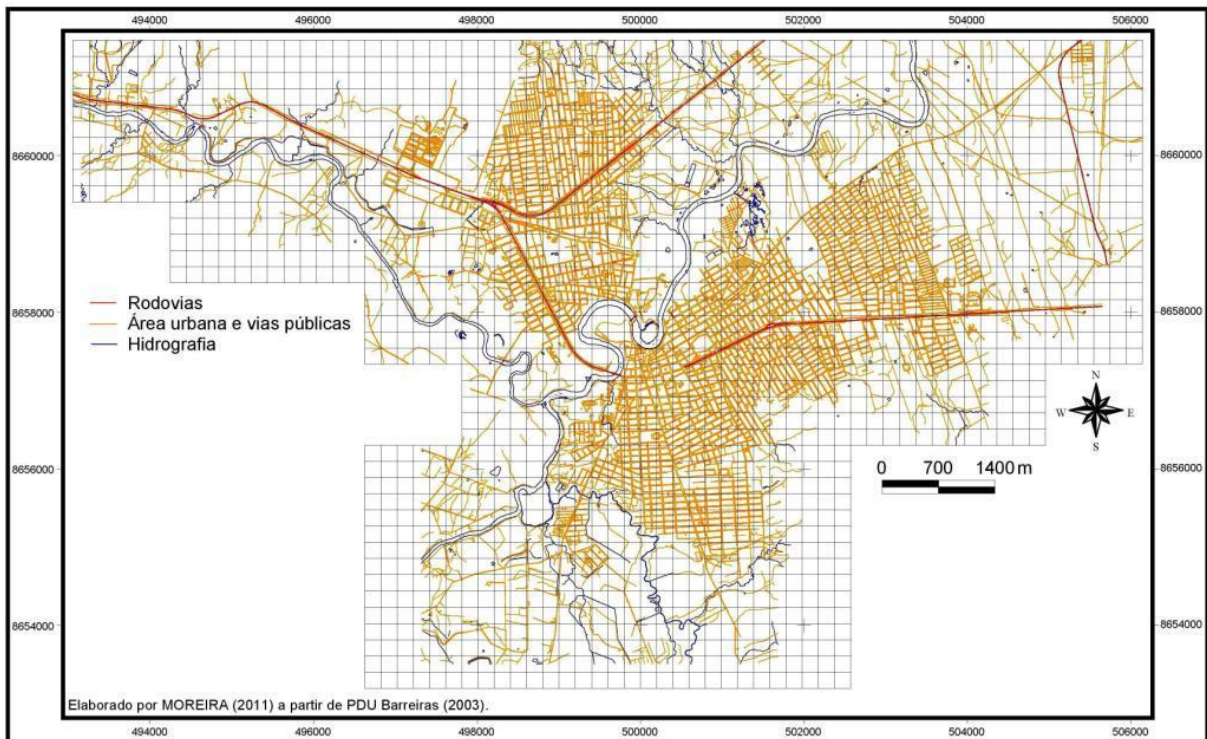 494000 496000 498000 500000 502000 504000 506000
8660000 8660000
Rodovias
8658000 Área urbana e vias públicas 8658000
Hidrografia
N
W E
S
8656000 0 700 1400 m 8656000
8654000 8654000
Elaborado por MOREIRA (2011) a partir de PDU Barreiras (2003).
494000 496000 498000 500000 502000 504000 506000